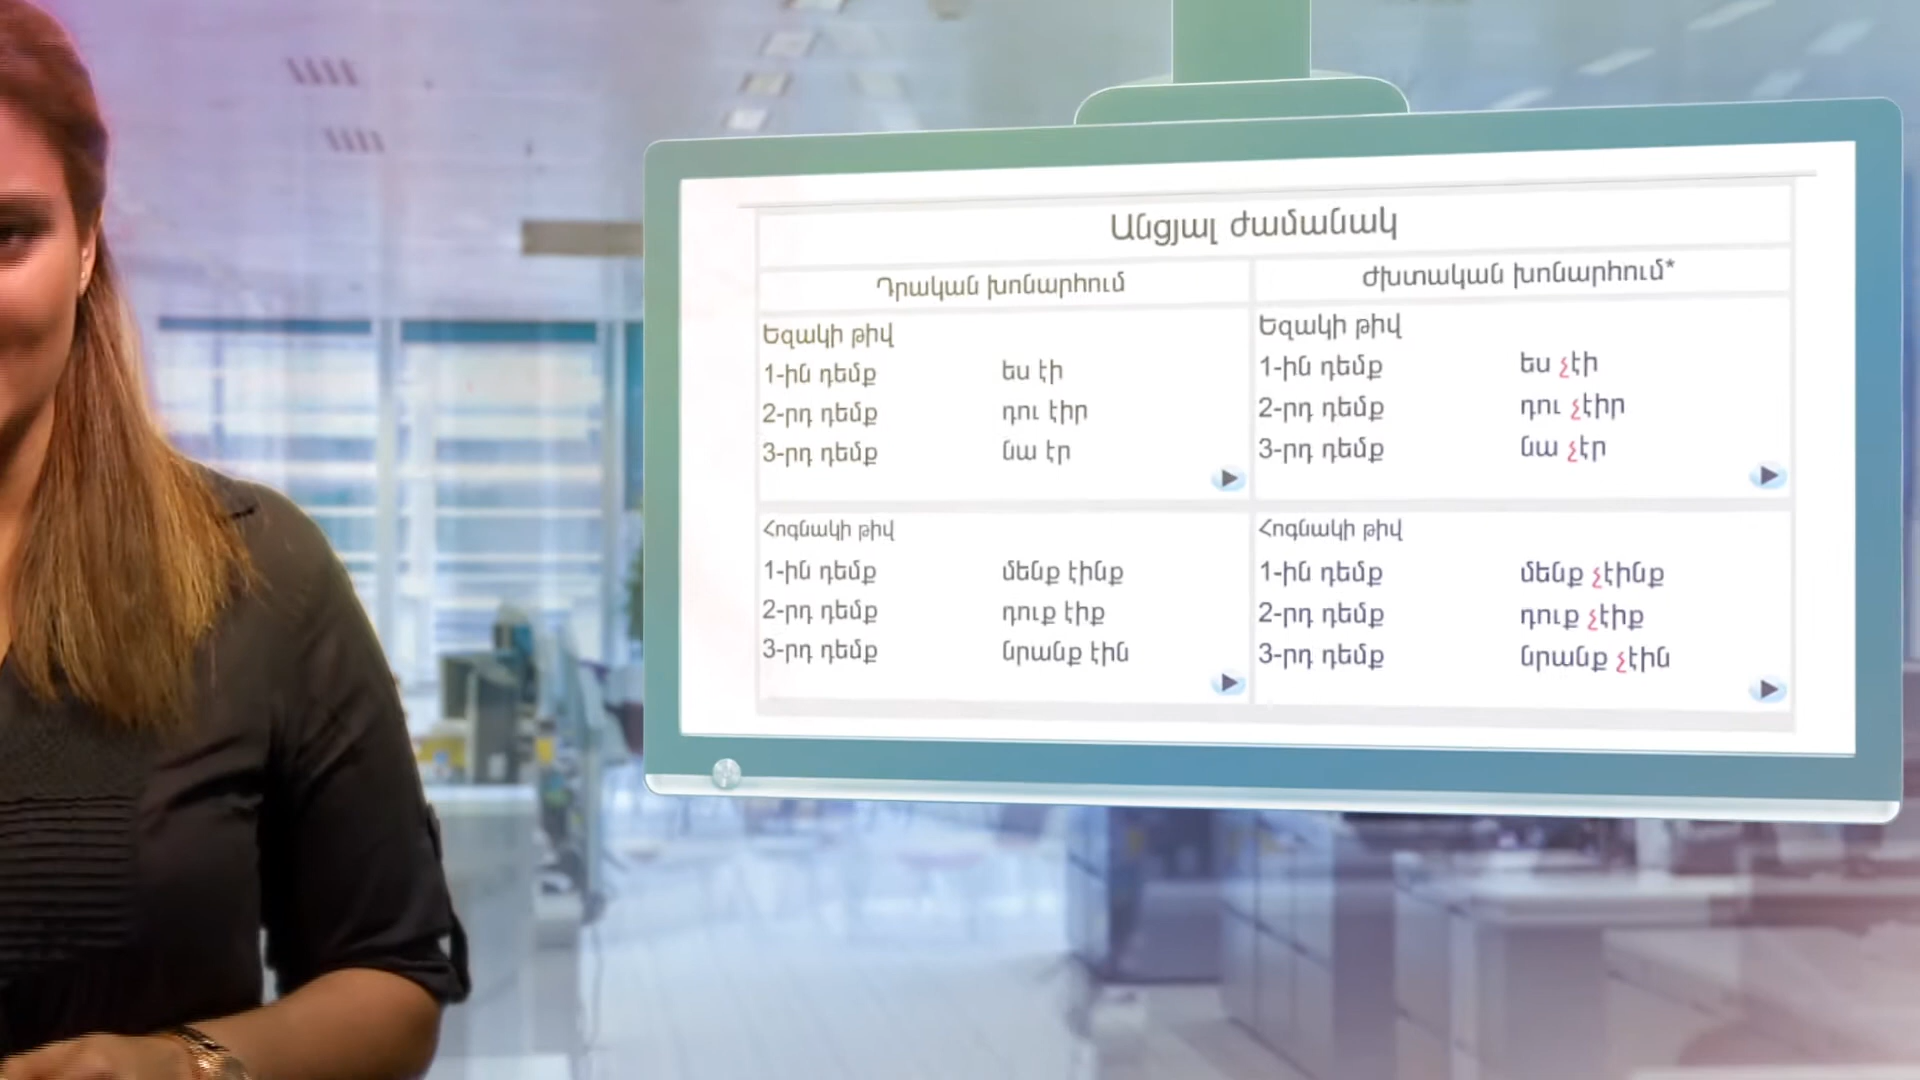 Անցյալ ժամանակ
Դրական խոնարհում
Ժխտական խոնարհում*
Եզակի թիվ
1-ին դեմք ես էի
2-րդ դեմք դու էիր
3-րդ դեմք նա էր
Եզակի թիվ
1-ին դեմք ես չէի
2-րդ դեմք դու չէիր
3-րդ դեմք նա չէր
Հոգնակի թիվ
1-ին դեմք մենք էինք
2-րդ դեմք դուք էիք
3-րդ դեմք նրանք էին
Հոգնակի թիվ
1-ին դեմք մենք չէինք
2-րդ դեմք դուք չէիք
3-րդ դեմք նրանք չէին